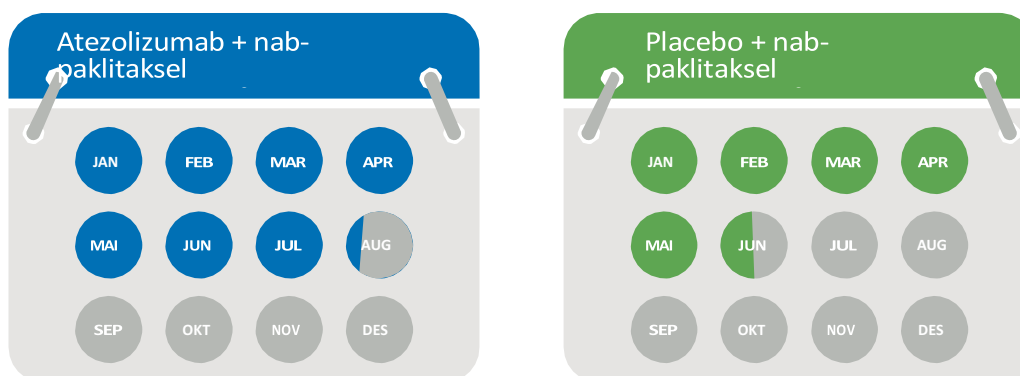 Atezolizumab + nab-
paklitaksel
JAN FEB MAR APR
MAI JUN JUL AUG
SEP OKT NOV DES
Placebo + nab-
paklitaksel
JAN FEB MAR APR
MAI JUN JUL AUG
SEP OKT NOV DES